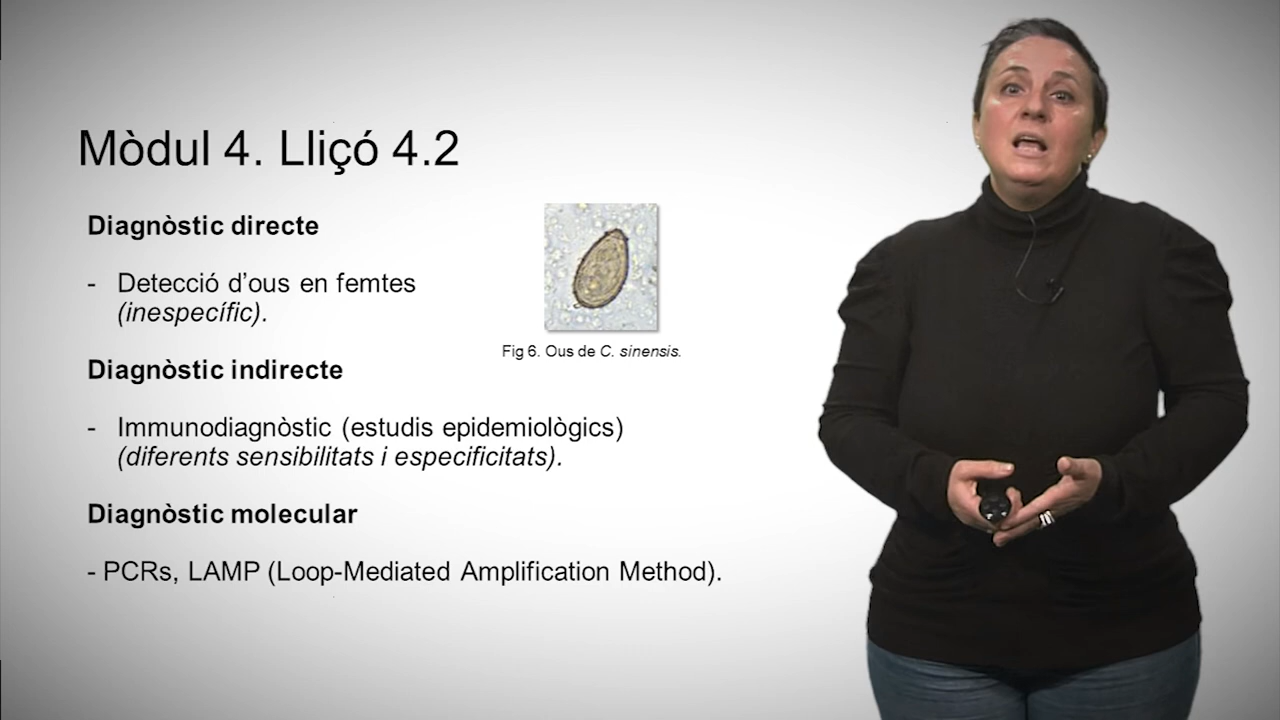 Mòdul 4. Lliçó 4.2
Diagnòstic directe
- Detecció d’ous en femtes
(inespecífic).
Fig 6. Ous de C. sinensis.
Diagnòstic indirecte
- Immunodiagnòstic (estudis epidemiològics)
(diferents sensibilitats i especificitats).
Diagnòstic molecular
- PCRs, LAMP (Loop-Mediated Amplification Method).